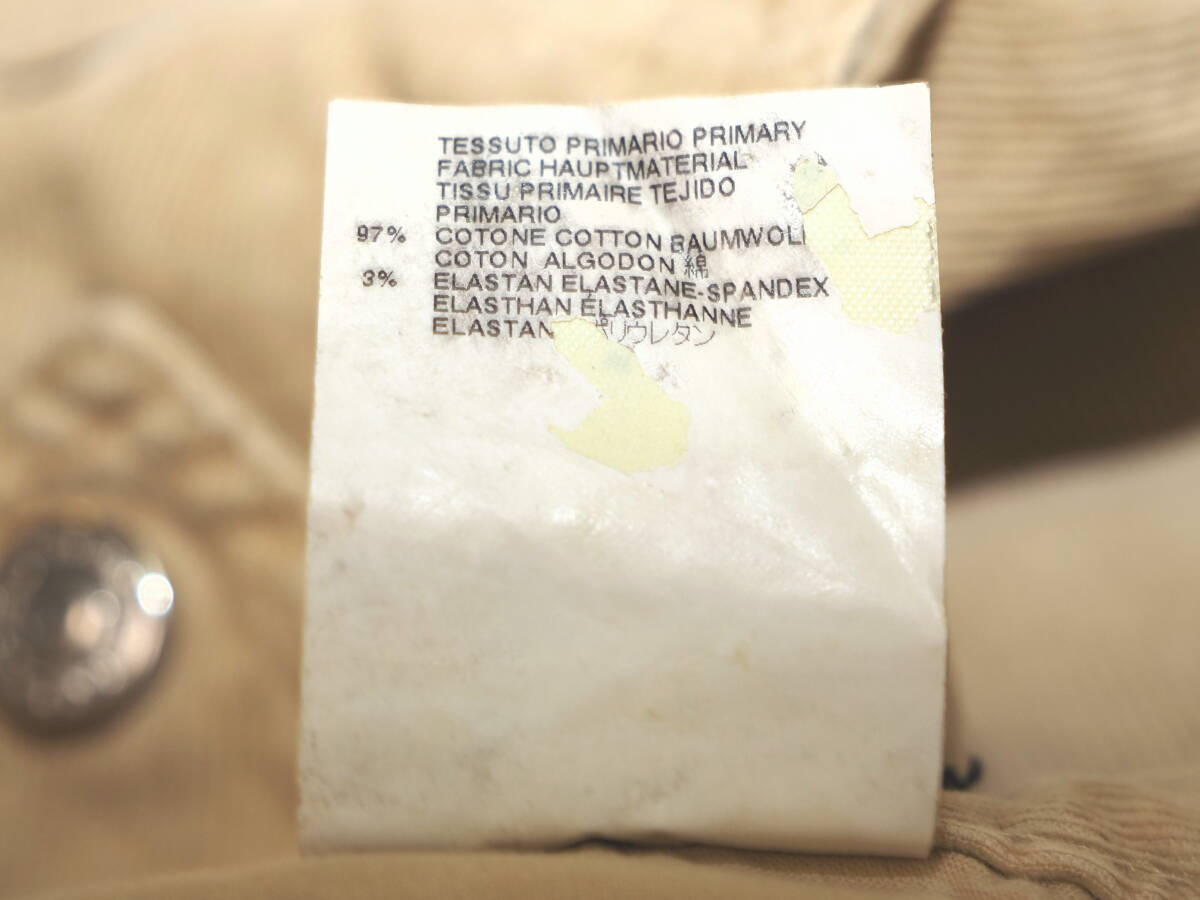 TESSUTO PRIMARIO PRIMARY
FABRIC HAUPTMATERIAL
TISSU PRIMAIRE TEJIDO
PRIMARIO
97% COTONE COTTON BAUMWOL
COTON ALGODON 綿
3% ELASTAN ELASTANE-SPANDEX
ELASTHAN ELASTHANNE
ELASTAN ポリウレタン